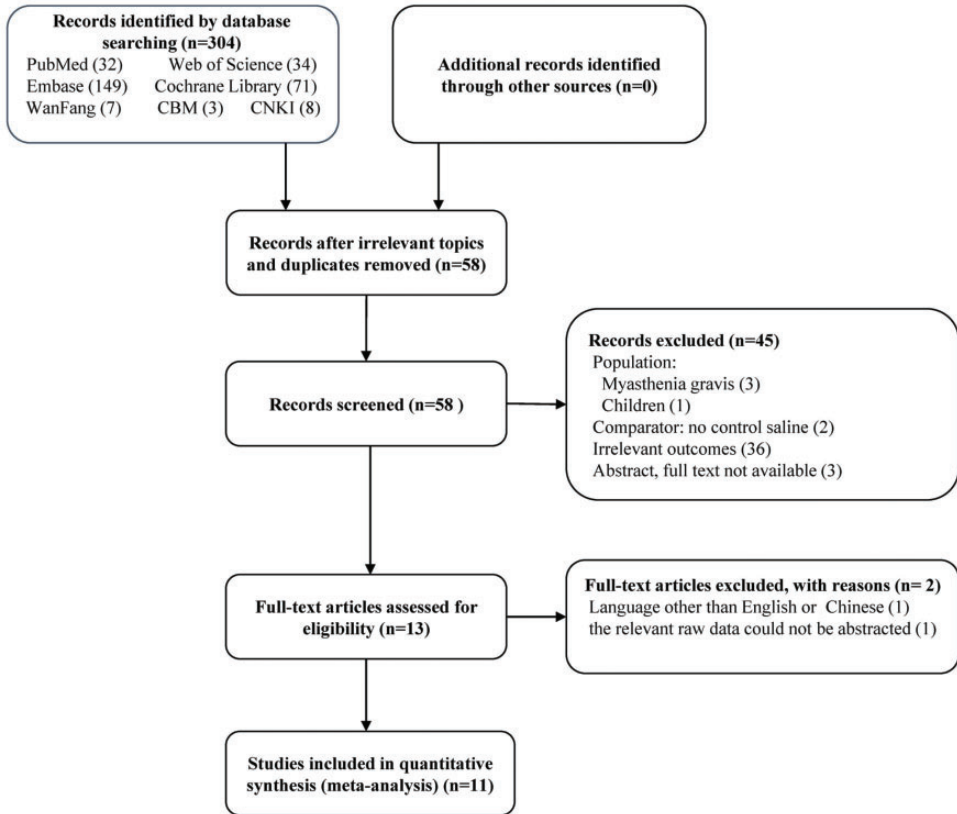 Records identified by database
searching (n=304)
PubMed (32) Web of Science (34)
Embase (149) Cochrane Library (71)
WanFang (7) CBM (3) CNKI (8)
Additional records identified
through other sources (n=0)
Records after irrelevant topics
and duplicates removed (n=58)
Records screened (n=58 )
Records excluded (n=45)
Population:
Myasthenia gravis (3)
Children (1)
Comparator: no control saline (2)
Irrelevant outcomes (36)
Abstract, full text not available (3)
Full-text articles assessed for
eligibility (n=13)
Full-text articles excluded, with reasons (n= 2)
Language other than English or Chinese (1)
the relevant raw data could not be abstracted (1)
Studies included in quantitative
synthesis (meta-analysis) (n=11)